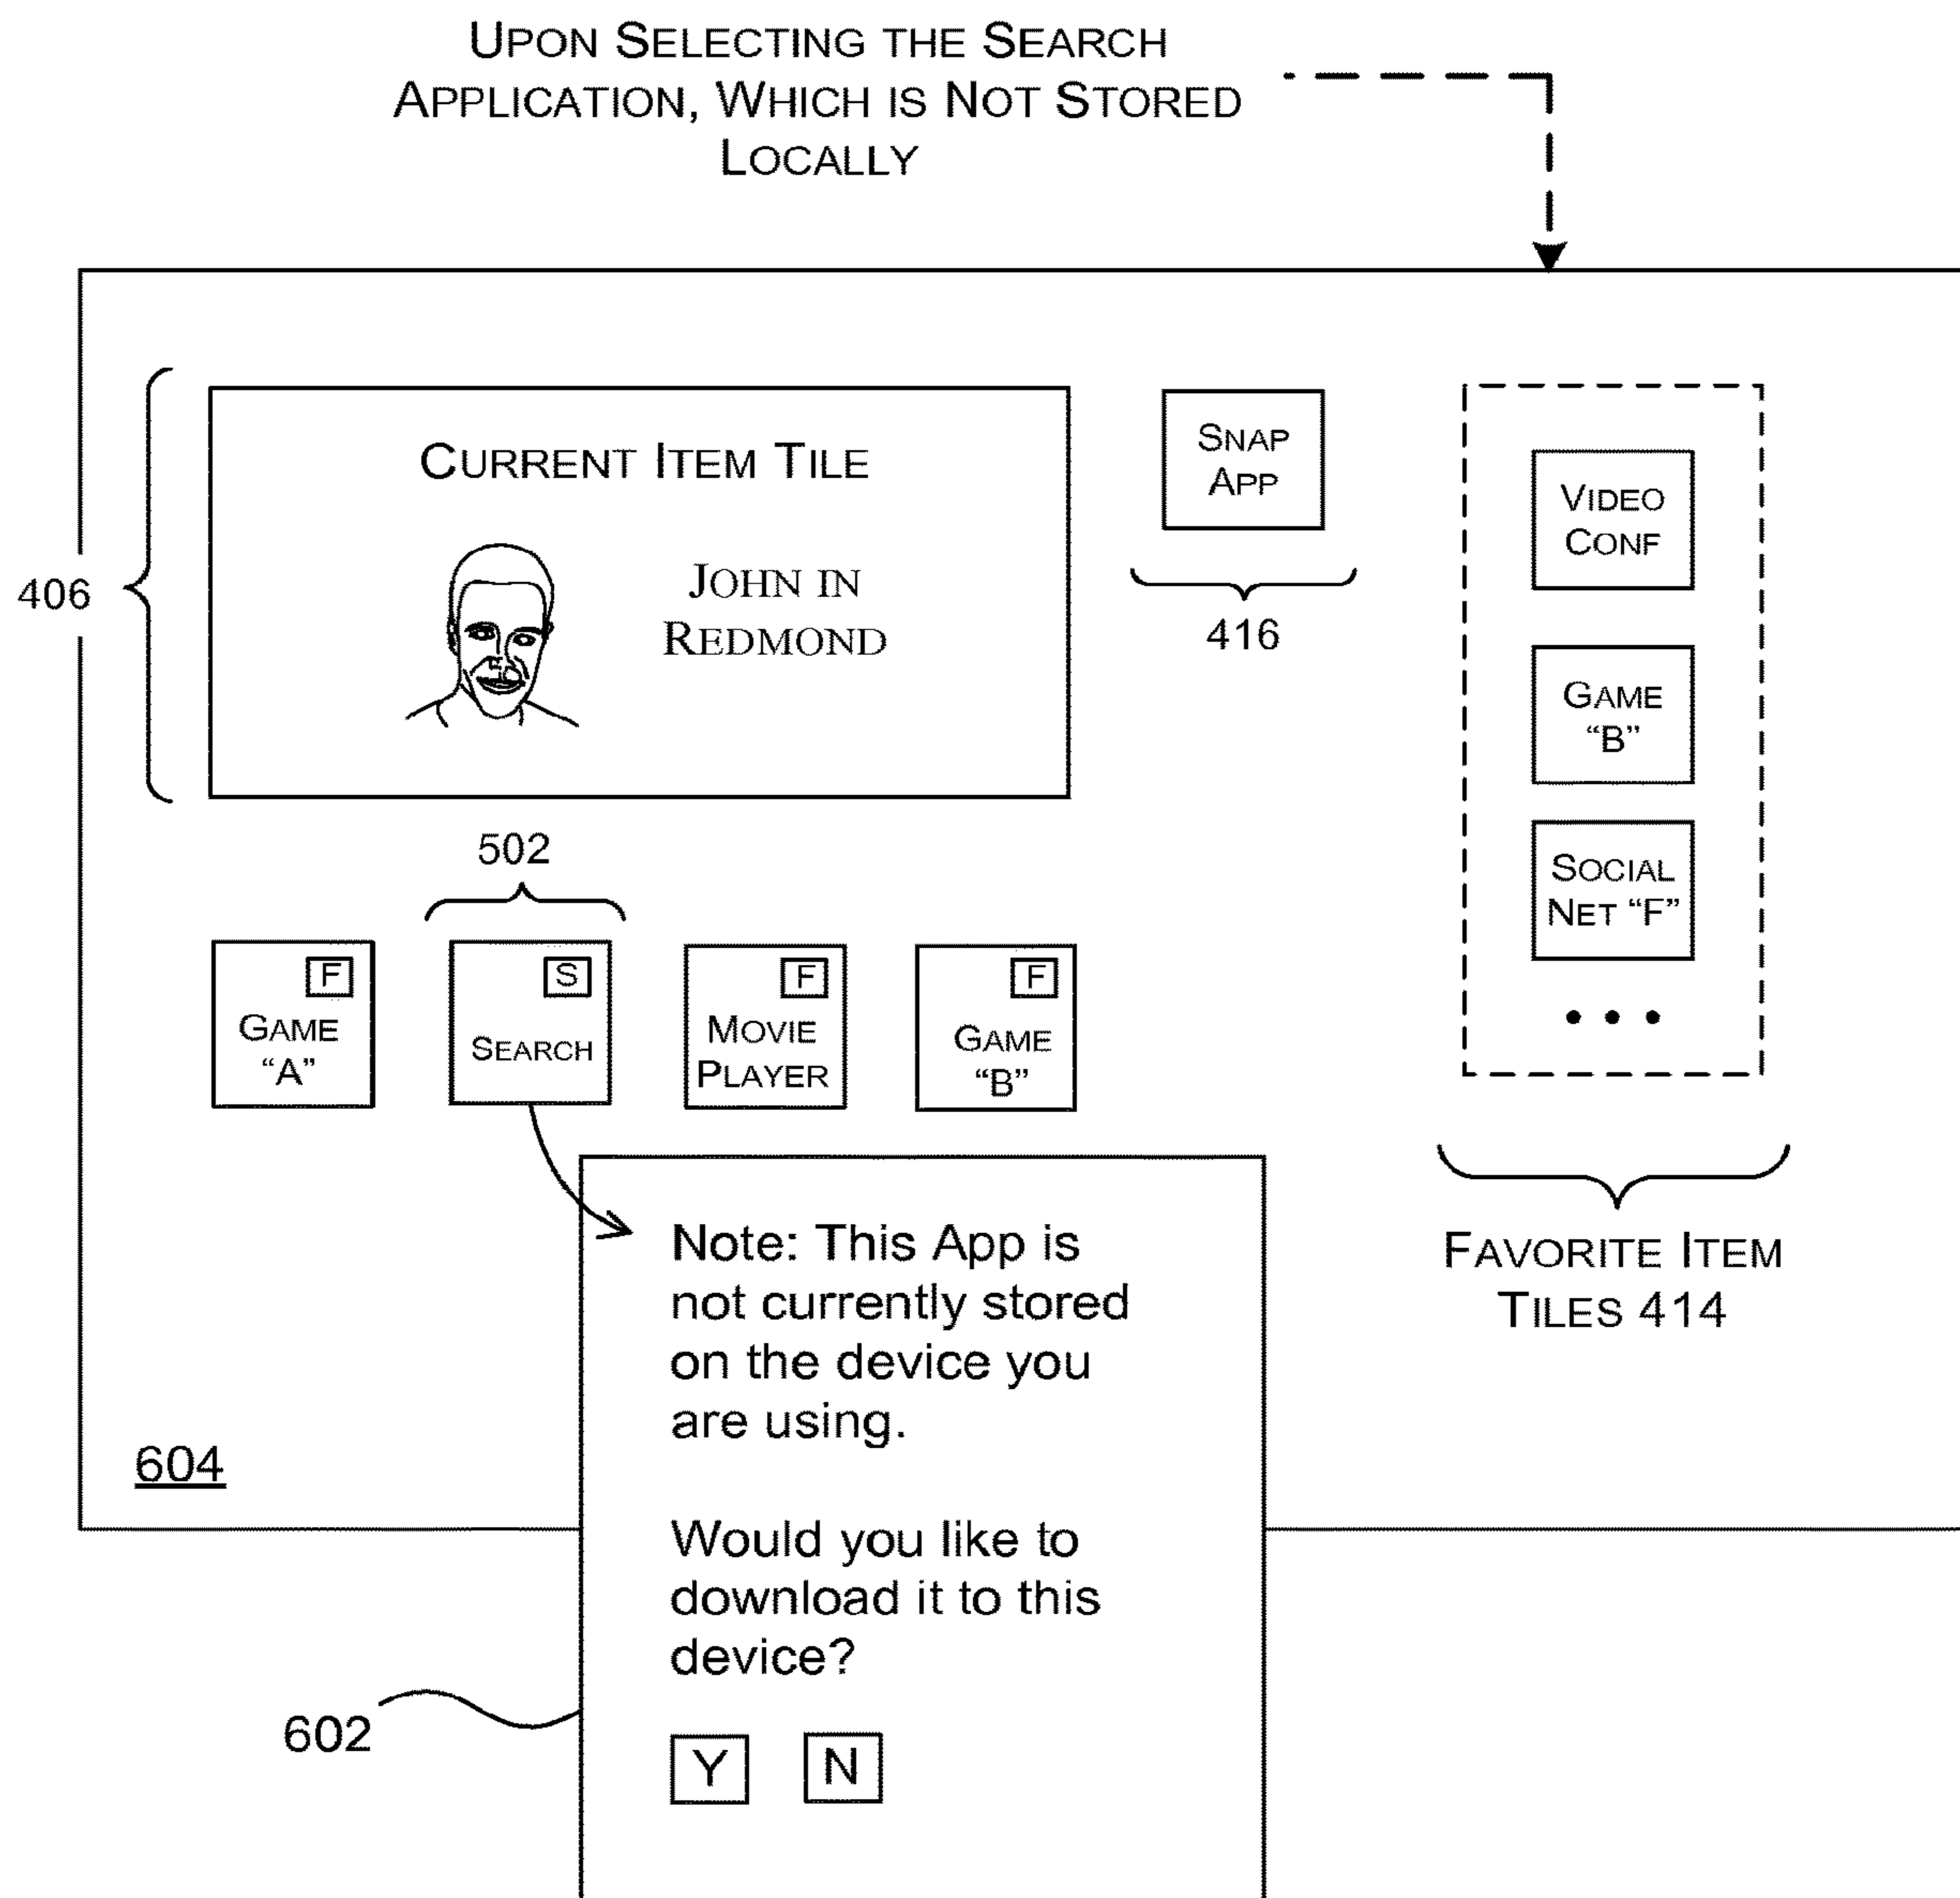 UPON SELECTING THE SEARCH
APPLICATION, WHICH IS NOT STORED
LOCALLY
406
CURRENT ITEM TILE
JOHN IN
REDMOND
SNAP
APP
416
VIDEO
CONF
GAME
“B”
SOCIAL
NET “F”
• • •
FAVORITE ITEM
TILES 414
502
F
GAME
“A”
S
SEARCH
F
MOVIE
PLAYER
F
GAME
“B”
Note: This App is
not currently stored
on the device you
are using.
Would you like to
download it to this
device?
Y N
604
602